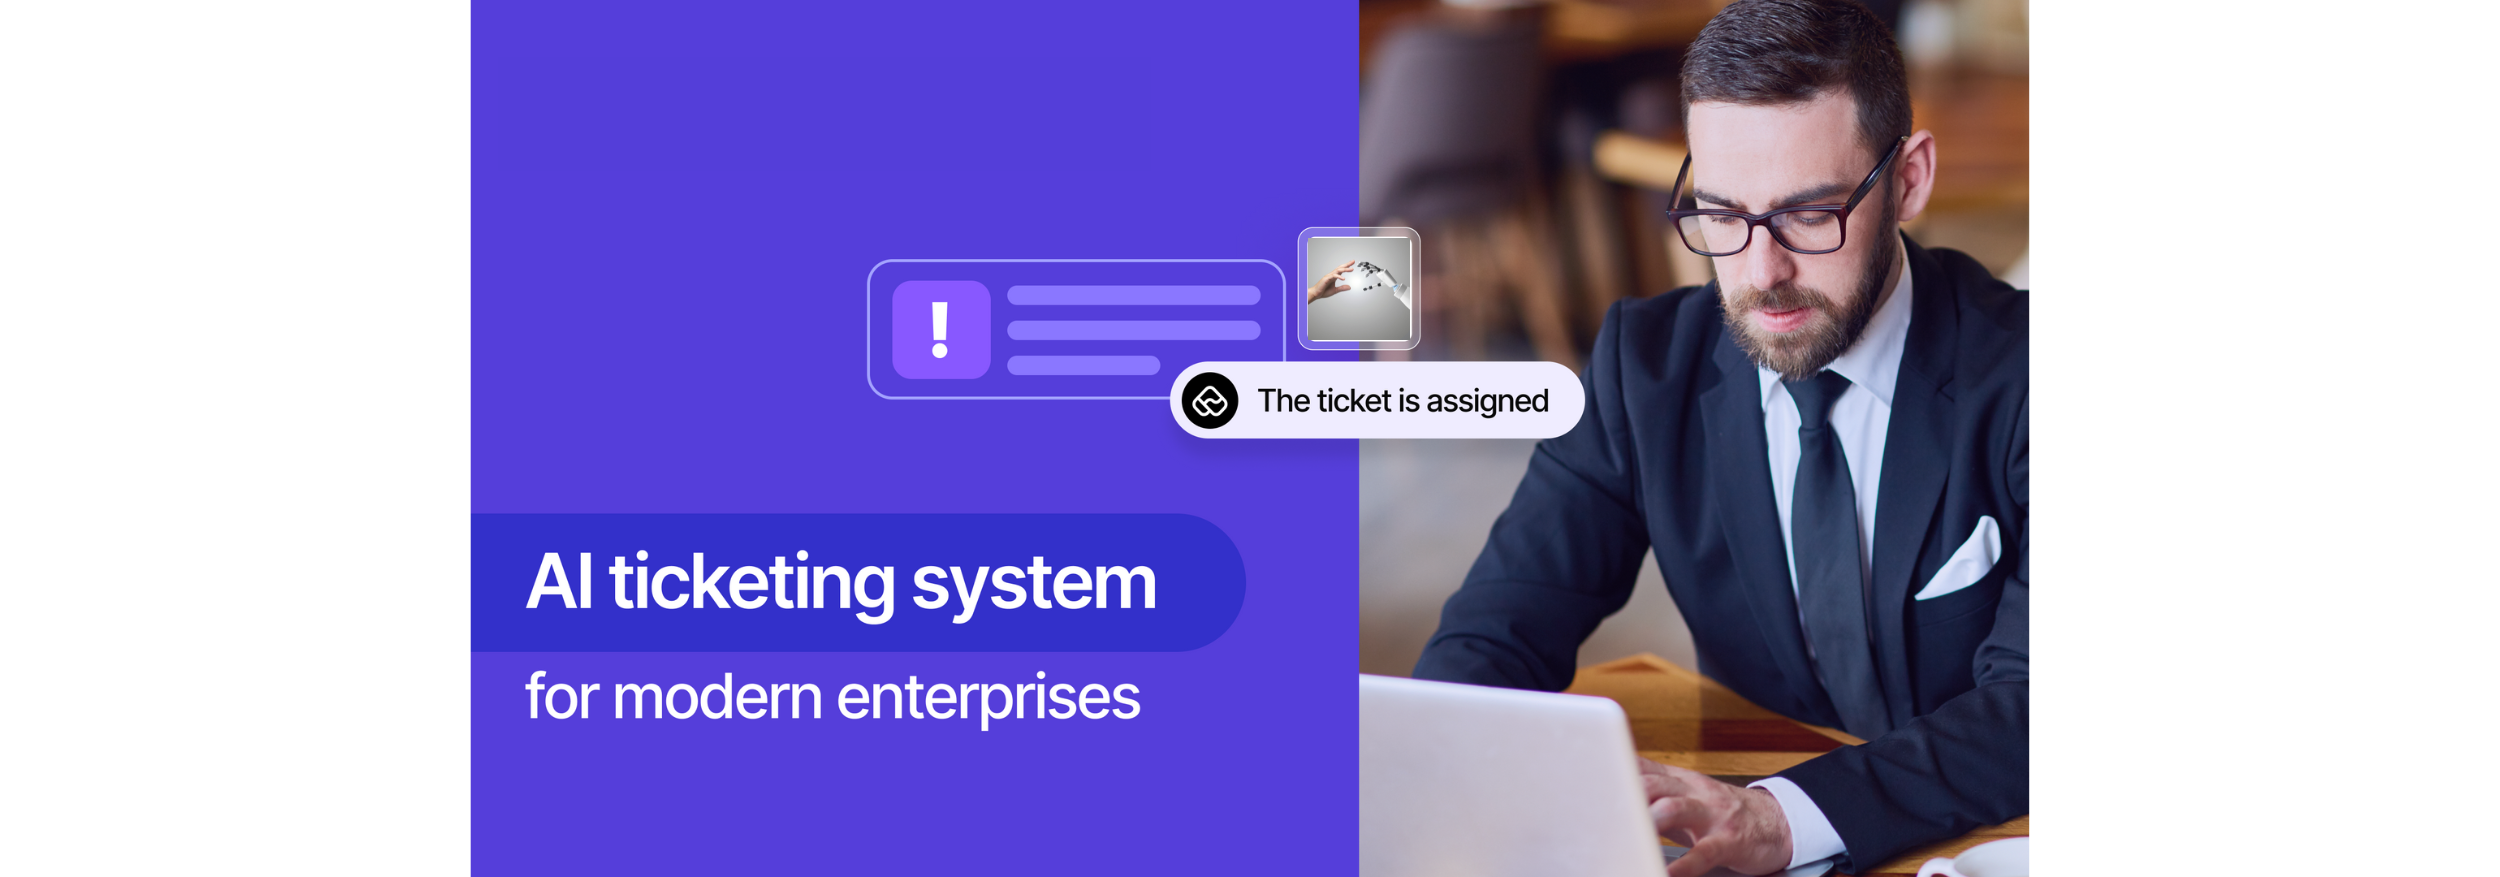 !
The ticket is assigned
AI ticketing system
for modern enterprises